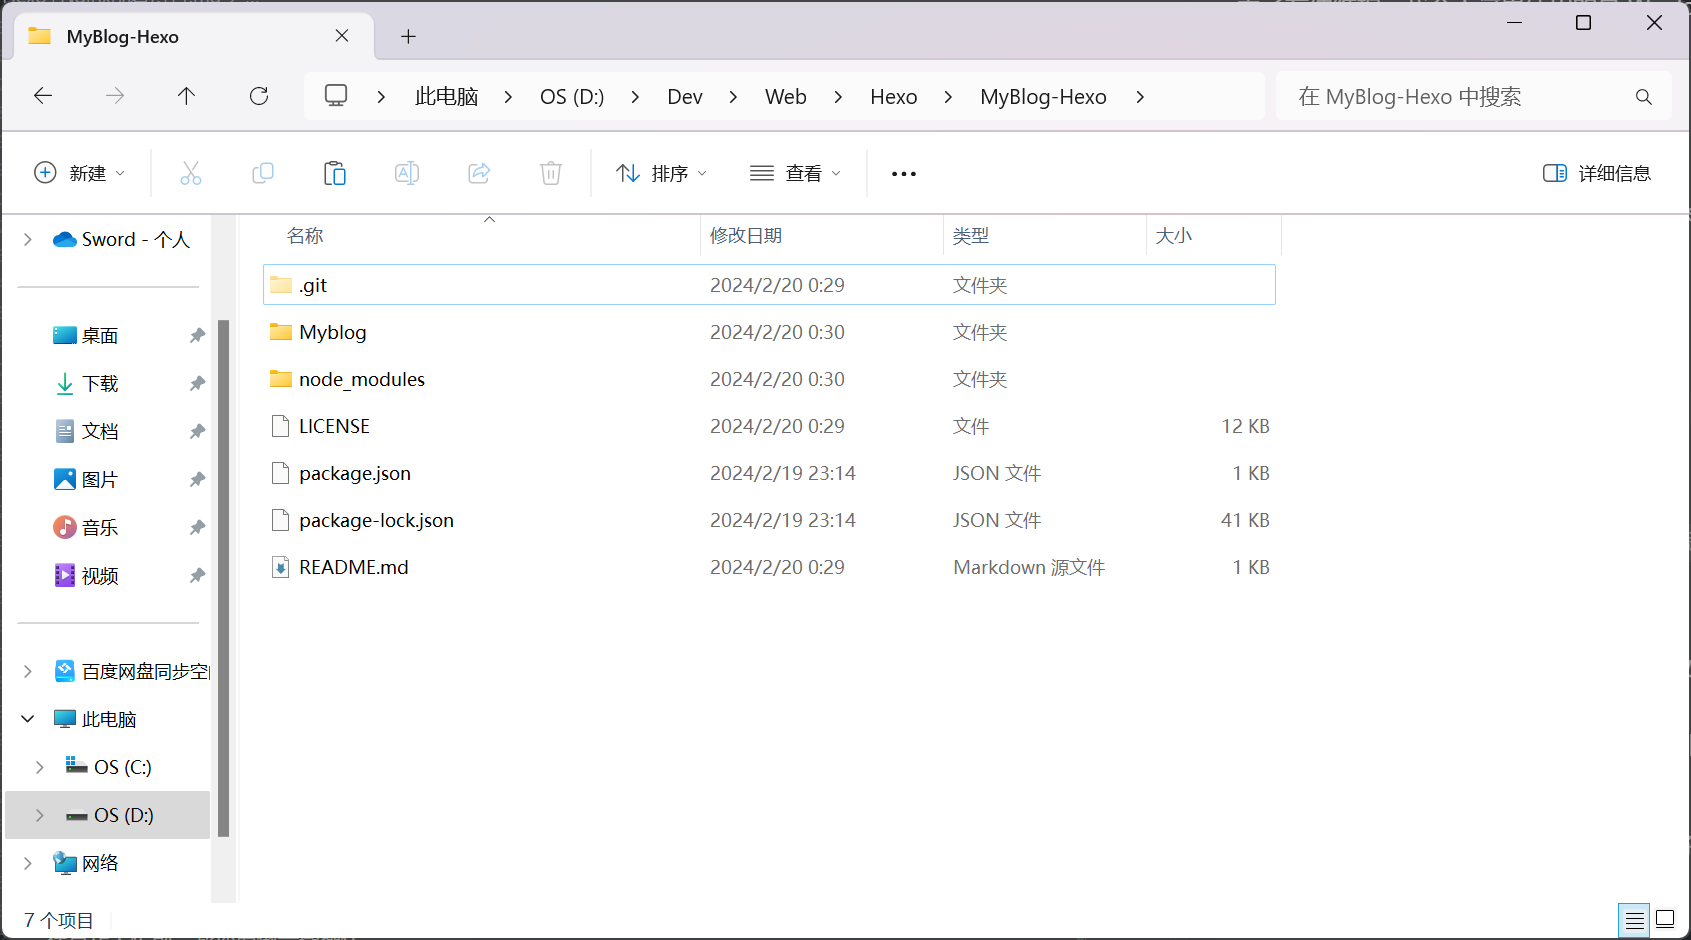 MyBlog-Hexo
此电脑 OS (D:) Dev Web Hexo MyBlog-Hexo
在 MyBlog-Hexo 中搜索
新建 排序 查看 详细信息
Sword - 个人
桌面
下载
文档
图片
音乐
视频
百度网盘同步空
此电脑
OS (C:)
OS (D:)
网络
名称 修改日期 类型 大小
.git 2024/2/20 0:29 文件夹
Myblog 2024/2/20 0:30 文件夹
node_modules 2024/2/20 0:30 文件夹
LICENSE 2024/2/20 0:29 文件 12 KB
package.json 2024/2/19 23:14 JSON 文件 1 KB
package-lock.json 2024/2/19 23:14 JSON 文件 41 KB
README.md 2024/2/20 0:29 Markdown 源文件 1 KB
7 个项目